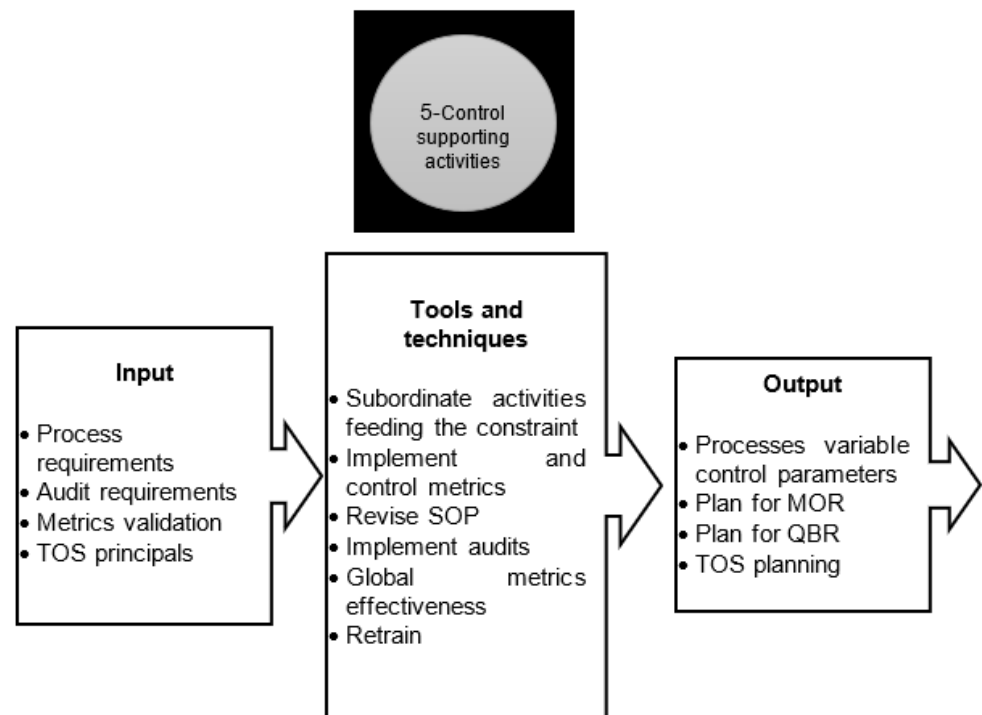 5-Control
supporting
activities
Input
• Process
requirements
• Audit requirements
• Metrics validation
• TOS principals
Tools and
techniques
• Subordinate activities
feeding the constraint
• Implement and
control metrics
• Revise SOP
• Implement audits
• Global metrics
effectiveness
• Retrain
Output
• Processes variable
control parameters
• Plan for MOR
• Plan for QBR
• TOS planning